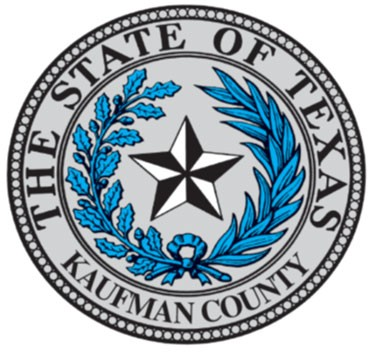 THE STATE OF TEXAS
KAUFMAN COUNTY